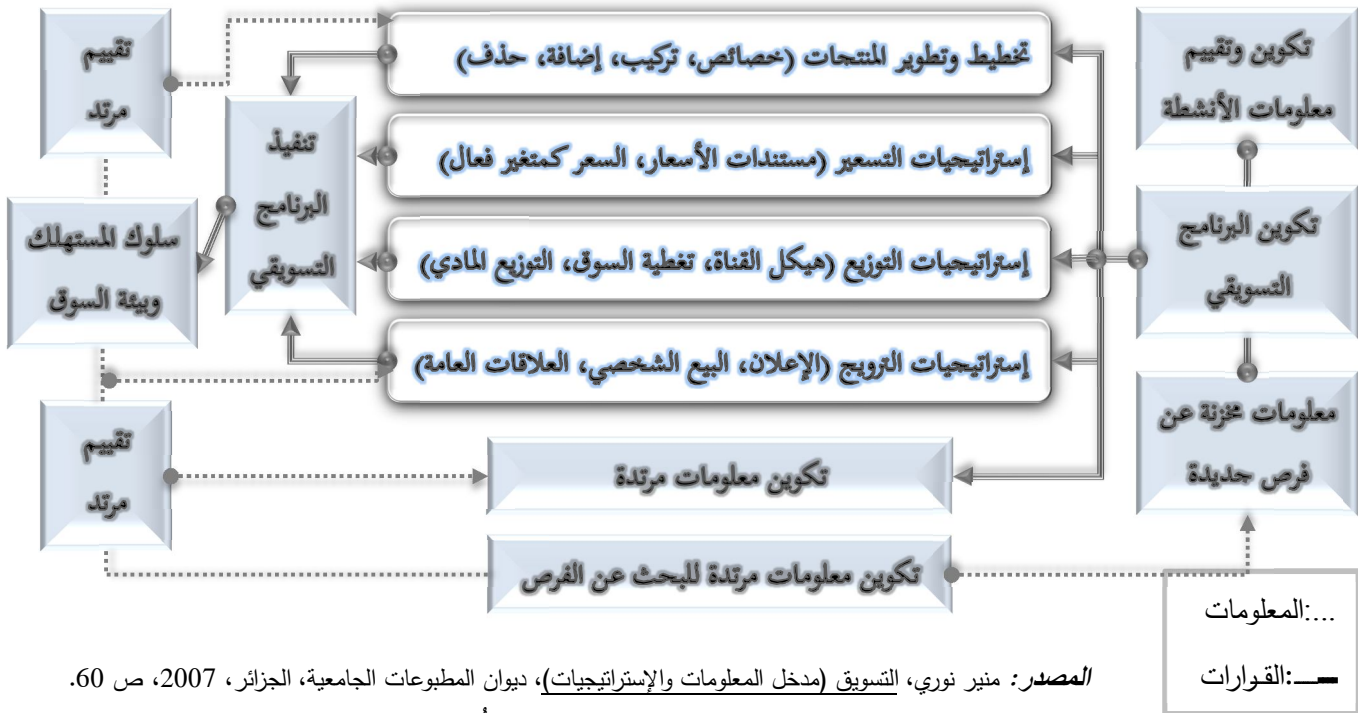 تكوين وتقييم
معلومات الأنشطة
تكوين البرنامج
التسويقي
معلومات مخزنة عن
فرص جديدة
تخطيط وتطوير المنتجات (خصائص، تركيب، إضافة، حذف)
إستراتيجيات التسعير (مستندات الأسعار، السعر كمتغير فعال)
إستراتيجيات التوزيع (هيكل القناة، تغطية السوق، التوزيع المادي)
إستراتيجيات الترويج (الإعلان، البيع الشخصي، العلاقات العامة)
تكوين معلومات مرتدة
تكوين معلومات مرتدة للبحث عن الفرص
تنفيذ
البرنامج
التسويقي
تقييم
مرتد
سلوك المستهلك
وبيئة السوق
تقييم
مرتد
...:المعلومات
ــــ:القـرارات
المصدر: منير نوري، التسويق (مدخل المعلومات والإستراتيجيات)، ديوان المطبوعات الجامعية، الجزائر، 2007، ص 60.